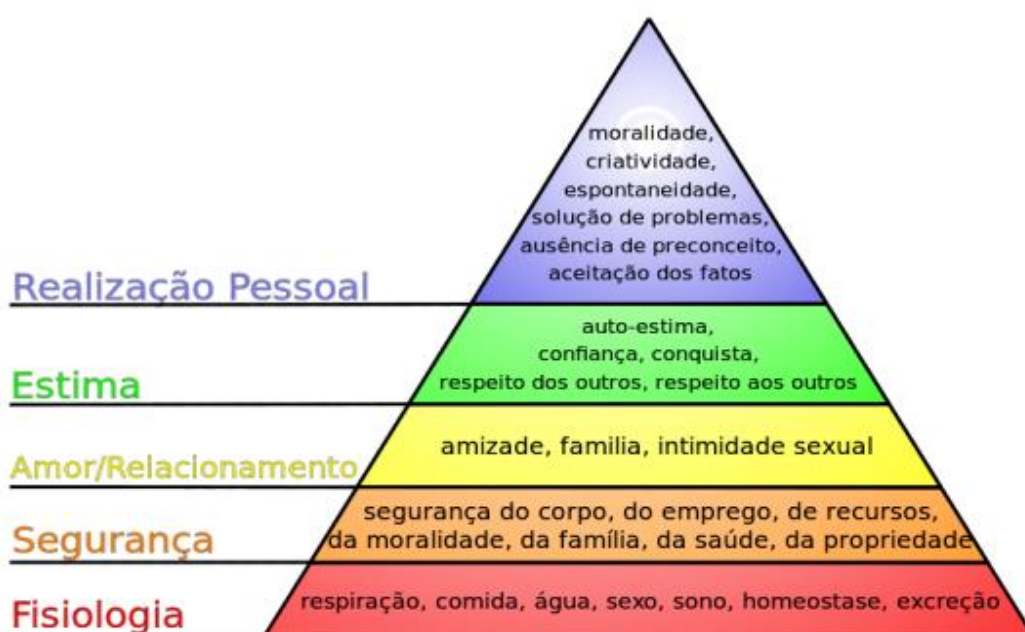 moralidade,
criatividade,
espontaneidade,
solução de problemas,
ausência de preconceito,
aceitação dos fatos
Realização Pessoal
auto-estima,
confiança, conquista,
respeito dos outros, respeito aos outros
Estima
amizade, familia, intimidade sexual
Amor/Relacionamento
segurança do corpo, do emprego, de recursos,
da moralidade, da família, da saúde, da propriedade
Segurança
respiração, comida, água, sexo, sono, homeostase, excreção
Fisiologia